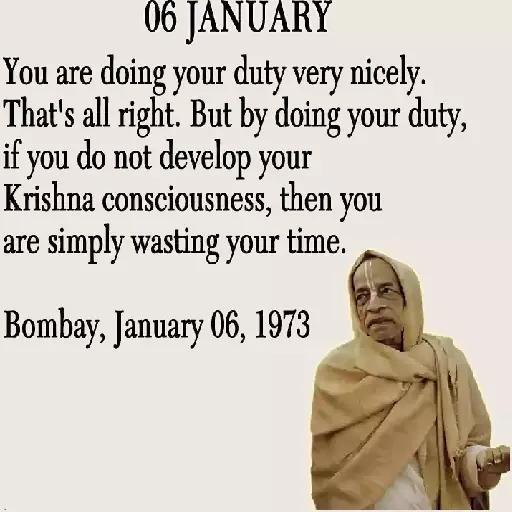 06 JANUARY
You are doing your duty very nicely.
That's all right. But by doing your duty,
if you do not develop your
Krishna consciousness, then you
are simply wasting your time.
Bombay, January 06, 1973